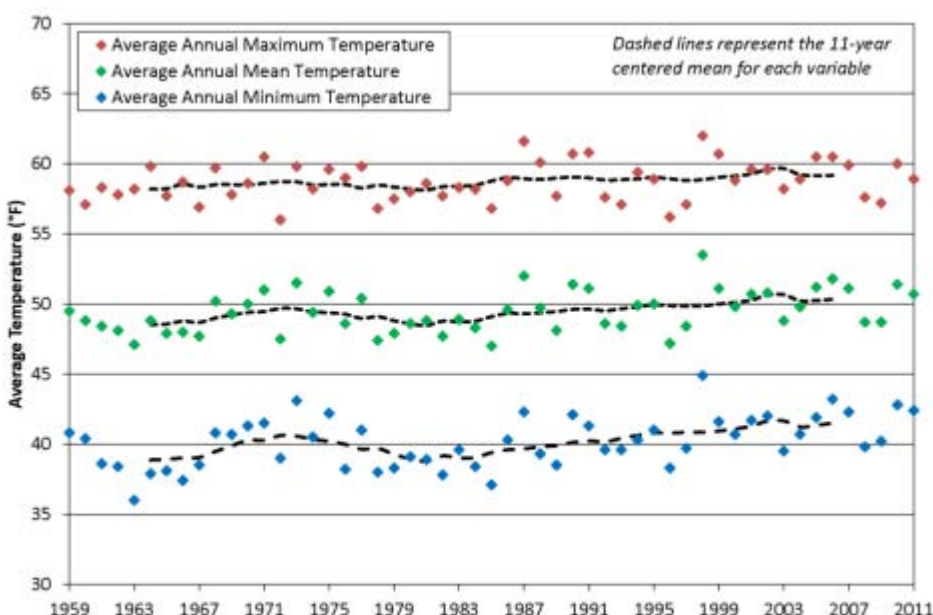 70
65
60
55
50
45
40
35
30
Average Temperature (°F)
Average Annual Maximum Temperature
Average Annual Mean Temperature
Average Annual Minimum Temperature
Dashed lines represent the 11-year
centered mean for each variable
1959 1963 1967 1971 1975 1979 1983 1987 1991 1995 1999 2003 2007 2011